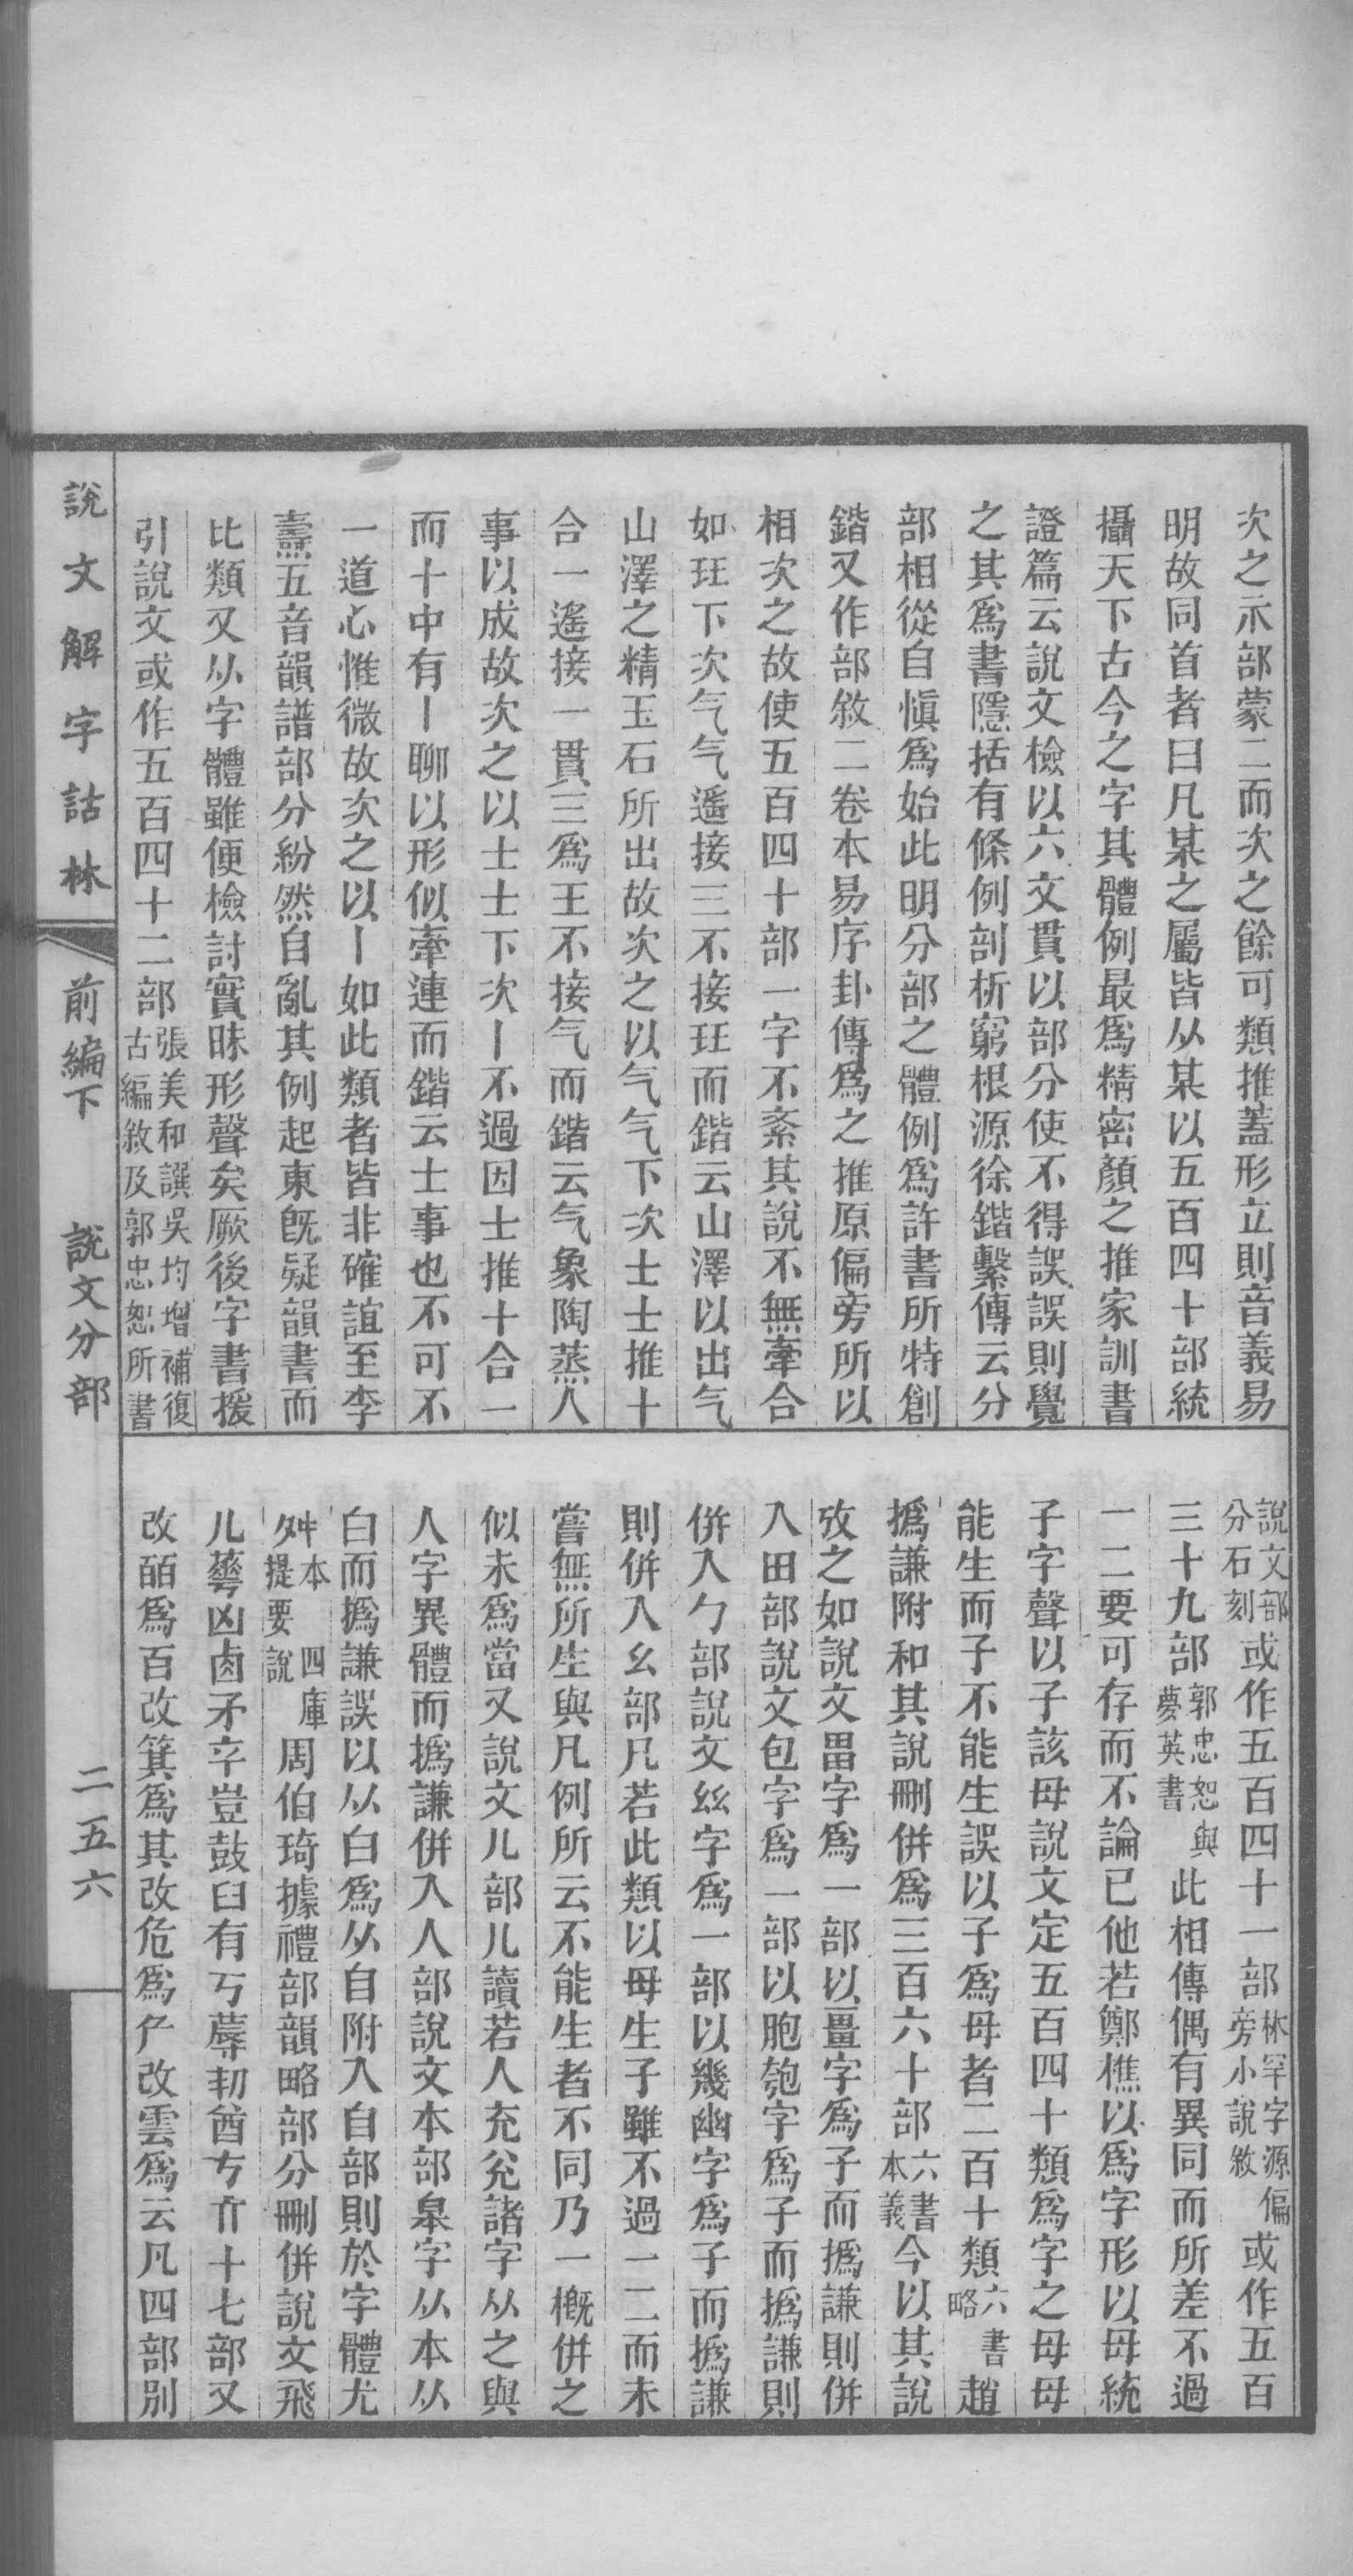 次之示部蒙二而次之餘可類推蓋形立則音義易
明故同首者曰凡某之屬皆从某以五百四十部統
攝天下古今之字其體例最爲精密顏之推家訓書
證篇云說文檢以六文貫以部分使不得誤誤則覺
之其爲書隱括有條例剖析窮根源徐鍇繫傳云分
部相從自愼爲始此明分部之體例爲許書所特創
鍇又作部敘二卷本易序卦傳爲之推原偏旁所以
相次之故使五百四十部一字不紊其說不無牽合
如玨下次气气遙接三不接玨而鍇云山澤以出气
山澤之精玉石所出故次之以气气下次士士推十
合一遙接一貫三爲王不接气而鍇云气象陶蒸人
事以成故次之以士士下次丨不過因士推十合一
而十中有丨聊以形似牽連而鍇云士事也不可不
一道心惟微故次之以丨如此類者皆非確誼至李
燾五音韻譜部分紛然自亂其例起東旣疑韻書而
比類又从字體雖便檢討實昧形聲矣厥後字書援
引說文或作五百四十二部張美和譔吳均增補復古編敘及郭忠恕所書
說文部分石刻或作五百四十一部林罕字源偏旁小說敘或作五百
三十九部郭忠恕與夢英書此相傳偶有異同而所差不過
一二要可存而不論已他若鄭樵以爲字形以母統
子字聲以子該母說文定五百四十類爲字之母母
能生而子不能生誤以子爲母者二百十類六書略趙
撝謙附和其說刪併爲三百六十部六書本義今以其說
攷之如說文畕字爲一部以畺字爲子而撝謙則併
入田部說文包字爲一部以胞匏字爲子而撝謙則
併入勹部說文𢆶字爲一部以幾幽字爲子而撝謙
則併入幺部凡若此類以母生子雖不過一二而未
嘗無所生與凡例所云不能生者不同乃一槪併之
似未爲當又說文儿部儿讀若人充兊諸字从之與
人字異體而撝謙併入人部說文本部皐字从本从
白而撝謙誤以从白爲从自附入自部則於字體尤
舛本四庫提要說周伯琦據禮部韻略部分刪併說文飛
儿蕚凶鹵矛䇂豈鼓臼有丂蓐㓞酋亐亣十七部又
改皕爲百改箕爲其改危爲厃改雲爲云凡四部別
說文解字詁林
前編下
說文分部
二五六